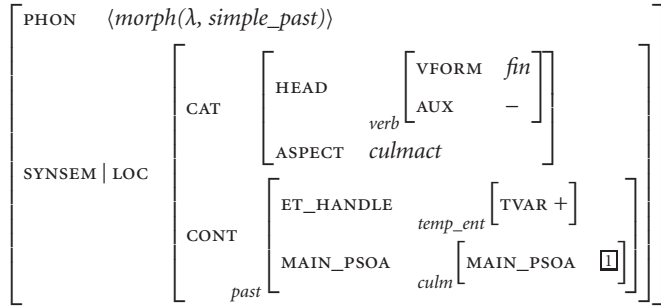 PHON ⟨morph(λ, simple_past)⟩
HEAD verb [VFORM fin
AUX −]
CAT
ASPECT culmact
SYNSEM | LOC
ET_HANDLE temp_ent [TVAR +]
CONT
past MAIN_PSOA culm [MAIN_PSOA 1]